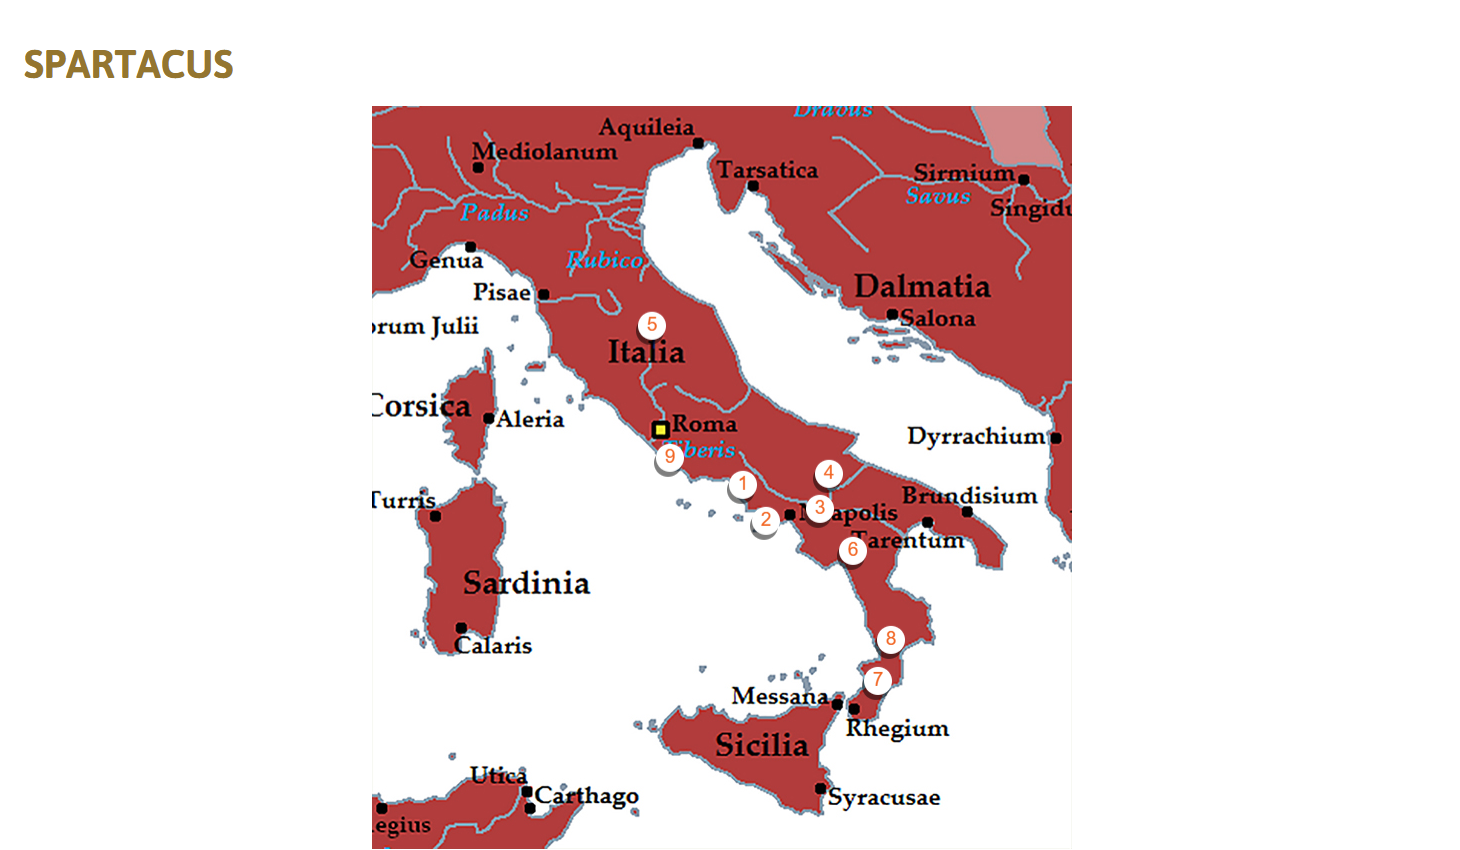 SPARTACUS
Dravus
Aquileia
Mediolanum
Tarsatica
Sirmium
Savus
Singidu
Padus
Genua
Rubico
Pisae
Dalmatia
Salona
orum Julii
5
Italia
Corsica
Aleria
Roma
Tiberis
9
Dyrrachium
4
1
Turris
Brundisium
3
2
Neapolis
Tarentum
6
Sardinia
Calaris
8
7
Messana
Rhegium
Sicilia
Utica
Carthago
Syracusae
egius